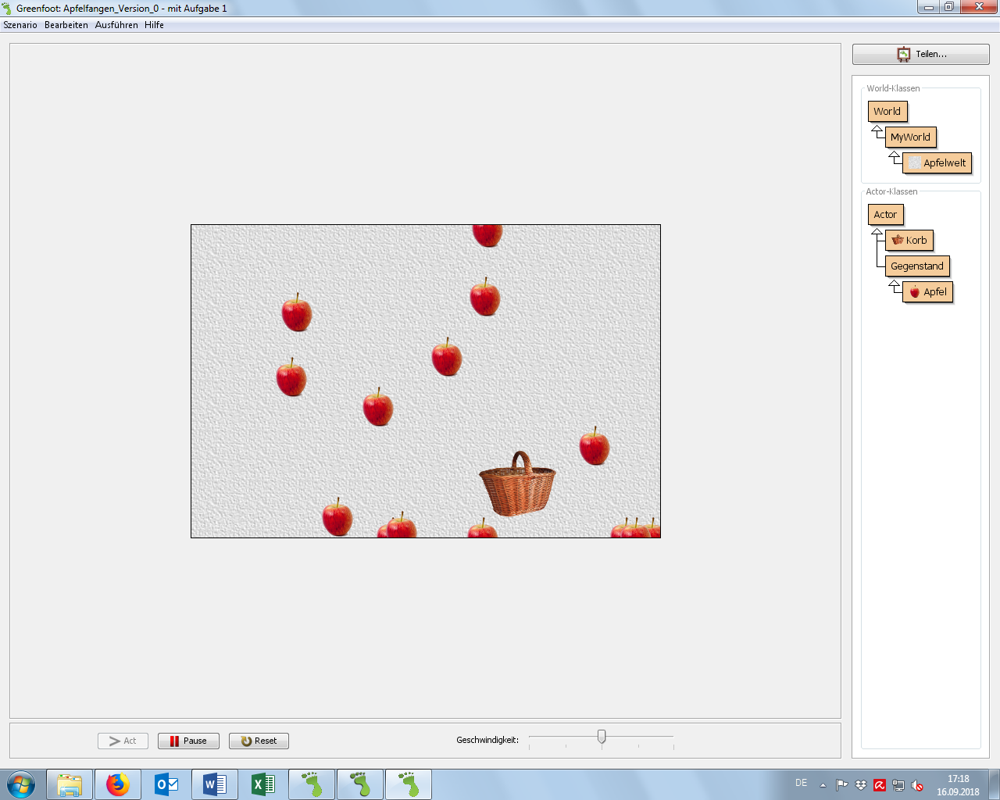 Greenfoot: Apfelfangen_Version_0 - mit Aufgabe 1
Szenario Bearbeiten Ausführen Hilfe
Teilen...
World-Klassen
World
MyWorld
Apfelwelt
Actor-Klassen
Actor
Korb
Gegenstand
Apfel
Act Pause Reset Geschwindigkeit:
DE 17:18
16.09.2018